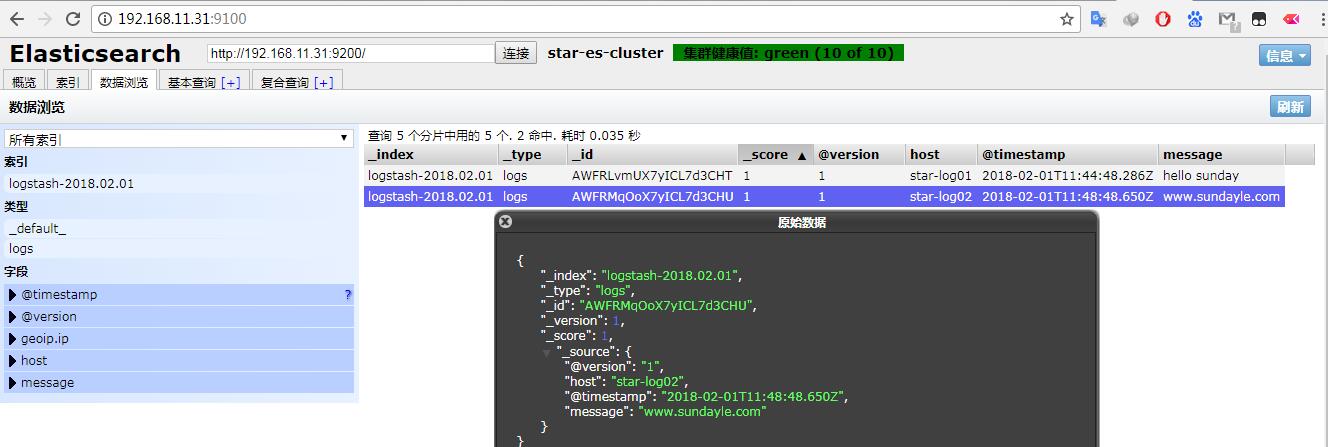 192.168.11.31:9100
Elasticsearch http://192.168.11.31:9200/ 连接 star-es-cluster 集群健康值: green (10 of 10) 信息
概览 索引 数据浏览 基本查询 [+] 复合查询 [+]
数据浏览 刷新
所有索引
索引
logstash-2018.02.01
类型
_default_
logs
字段
@timestamp ?
@version
geoip.ip
host
message
查询 5 个分片中用的 5 个. 2 命中. 耗时 0.035 秒
_index _type _id _score ▲ @version host @timestamp message
logstash-2018.02.01 logs AWFRLvmUX7yICL7d3CHT 1 1 star-log01 2018-02-01T11:44:48.286Z hello sunday
logstash-2018.02.01 logs AWFRMqOoX7yICL7d3CHU 1 1 star-log02 2018-02-01T11:48:48.650Z www.sundayle.com
原始数据
{
"_index": "logstash-2018.02.01",
"_type": "logs",
"_id": "AWFRMqOoX7yICL7d3CHU",
"_version": 1,
"_score": 1,
"_source": {
"@version": "1",
"host": "star-log02",
"@timestamp": "2018-02-01T11:48:48.650Z",
"message": "www.sundayle.com"
}
}